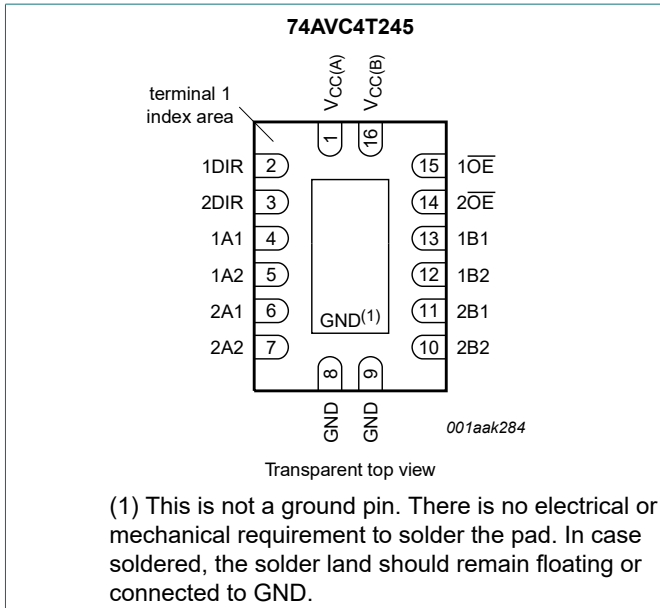 74AVC4T245
terminal 1
index area
VCC(A)
VCC(B)
1
16
1DIR 2
15 1OE
2DIR 3
14 2OE
1A1 4
13 1B1
1A2 5
12 1B2
2A1 6
11 2B1
2A2 7
10 2B2
GND(1)
8
9
GND
GND
001aak284
Transparent top view
(1) This is not a ground pin. There is no electrical or
mechanical requirement to solder the pad. In case
soldered, the solder land should remain floating or
connected to GND.